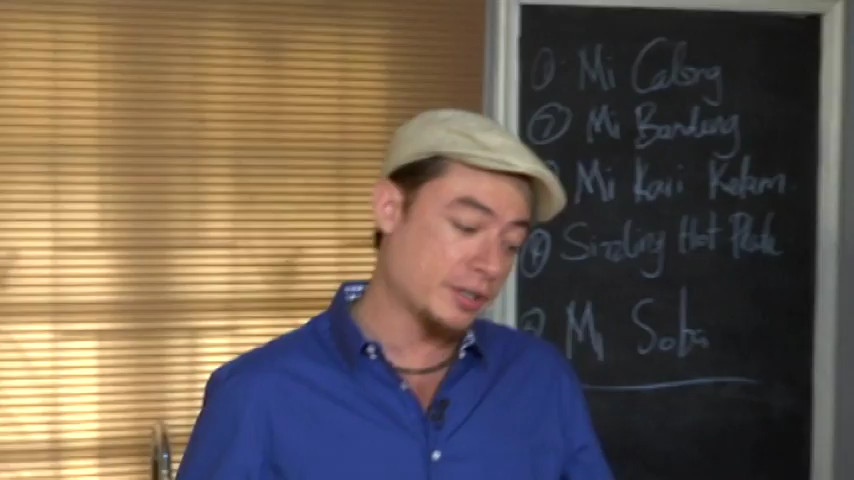 ① Mi Calong
② Mi Bandung
Mi Kari Ketam.
④ Sizzling Hot Plate
Mi Soba